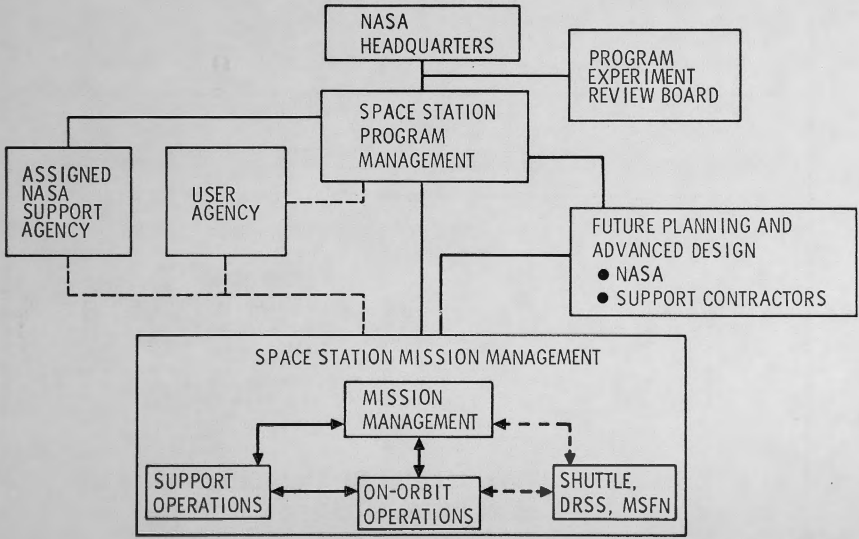 NASA
HEADQUARTERS
PROGRAM
EXPERIMENT
REVIEW BOARD
SPACE STATION
PROGRAM
MANAGEMENT
ASSIGNED
NASA
SUPPORT
AGENCY
USER
AGENCY
FUTURE PLANNING AND
ADVANCED DESIGN
● NASA
● SUPPORT CONTRACTORS
SPACE STATION MISSION MANAGEMENT
MISSION
MANAGEMENT
SUPPORT
OPERATIONS
ON-ORBIT
OPERATIONS
SHUTTLE,
DRSS, MSFN